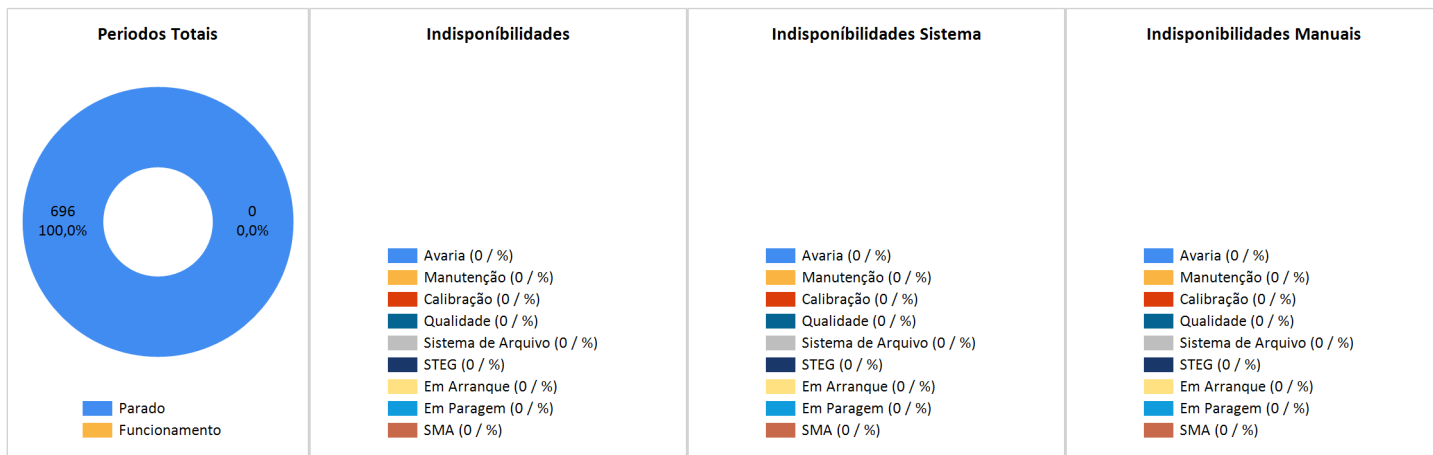 Periodos Totais
696
100,0%
0
0,0%
Parado
Funcionamento
Indisponíbilidades
Avaria (0 / %)
Manutenção (0 / %)
Calibração (0 / %)
Qualidade (0 / %)
Sistema de Arquivo (0 / %)
STEG (0 / %)
Em Arranque (0 / %)
Em Paragem (0 / %)
SMA (0 / %)
Indisponíbilidades Sistema
Avaria (0 / %)
Manutenção (0 / %)
Calibração (0 / %)
Qualidade (0 / %)
Sistema de Arquivo (0 / %)
STEG (0 / %)
Em Arranque (0 / %)
Em Paragem (0 / %)
SMA (0 / %)
Indisponibilidades Manuais
Avaria (0 / %)
Manutenção (0 / %)
Calibração (0 / %)
Qualidade (0 / %)
Sistema de Arquivo (0 / %)
STEG (0 / %)
Em Arranque (0 / %)
Em Paragem (0 / %)
SMA (0 / %)